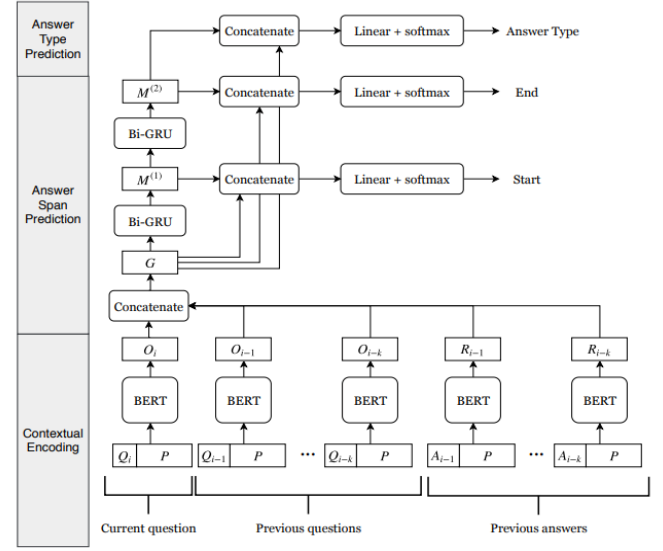 Answer
Type
Prediction
Concatenate
Linear + softmax
Answer Type
M(2)
Concatenate
Linear + softmax
End
Bi-GRU
Answer
Span
Prediction
M(1)
Concatenate
Linear + softmax
Start
Bi-GRU
G
Concatenate
Contextual
Encoding
Oi
Oi−1
Oi−k
Ri−1
Ri−k
BERT
BERT
BERT
BERT
BERT
Qi P
Qi−1 P
...
Qi−k P
Ai−1 P
...
Ai−k P
Current question
Previous questions
Previous answers